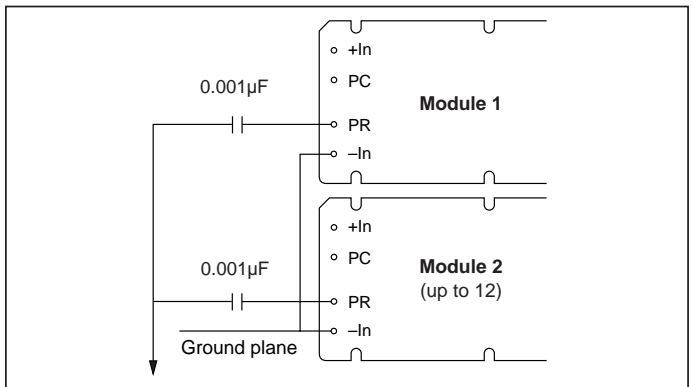 +In
PC
0.001µF
Module 1
PR
–In
+In
PC
0.001µF
Module 2
(up to 12)
PR
–In
Ground plane